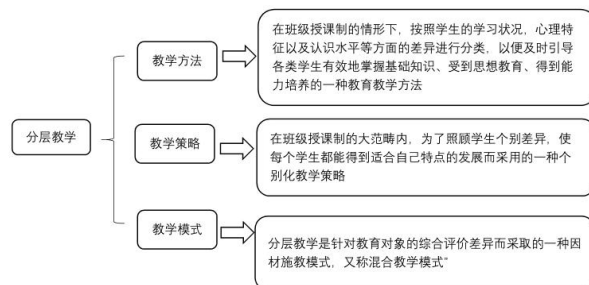 分层教学
教学方法
在班级授课制的情形下，按照学生的学习状况，心理特
征以及认识水平等方面的差异进行分类，以便及时引导
各类学生有效地掌握基础知识、受到思想教育、得到能
力培养的一种教育教学方法
教学策略
在班级授课制的大范畴内，为了照顾学生个别差异，使
每个学生都能得到适合自己特点的发展而采用的一种个
别化教学策略
教学模式
分层教学是针对教育对象的综合评价差异而采取的一种因
材施教模式，又称混合教学模式”